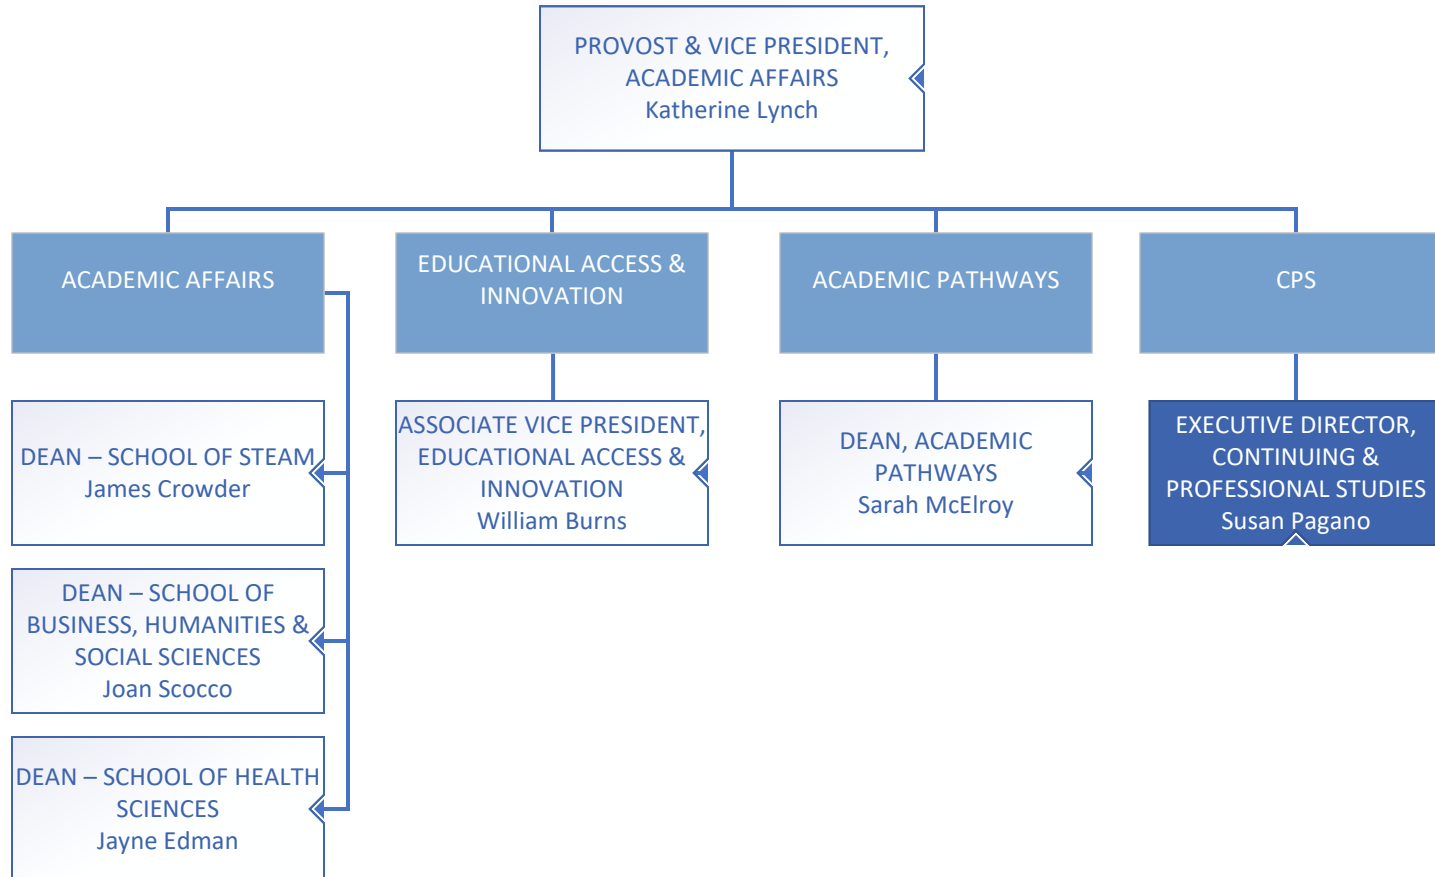 PROVOST & VICE PRESIDENT,
ACADEMIC AFFAIRS
Katherine Lynch
ACADEMIC AFFAIRS
EDUCATIONAL ACCESS &
INNOVATION
ACADEMIC PATHWAYS
CPS
DEAN – SCHOOL OF STEAM
James Crowder
ASSOCIATE VICE PRESIDENT,
EDUCATIONAL ACCESS &
INNOVATION
William Burns
DEAN, ACADEMIC
PATHWAYS
Sarah McElroy
EXECUTIVE DIRECTOR,
CONTINUING &
PROFESSIONAL STUDIES
Susan Pagano
DEAN – SCHOOL OF
BUSINESS, HUMANITIES &
SOCIAL SCIENCES
Joan Scocco
DEAN – SCHOOL OF HEALTH
SCIENCES
Jayne Edman